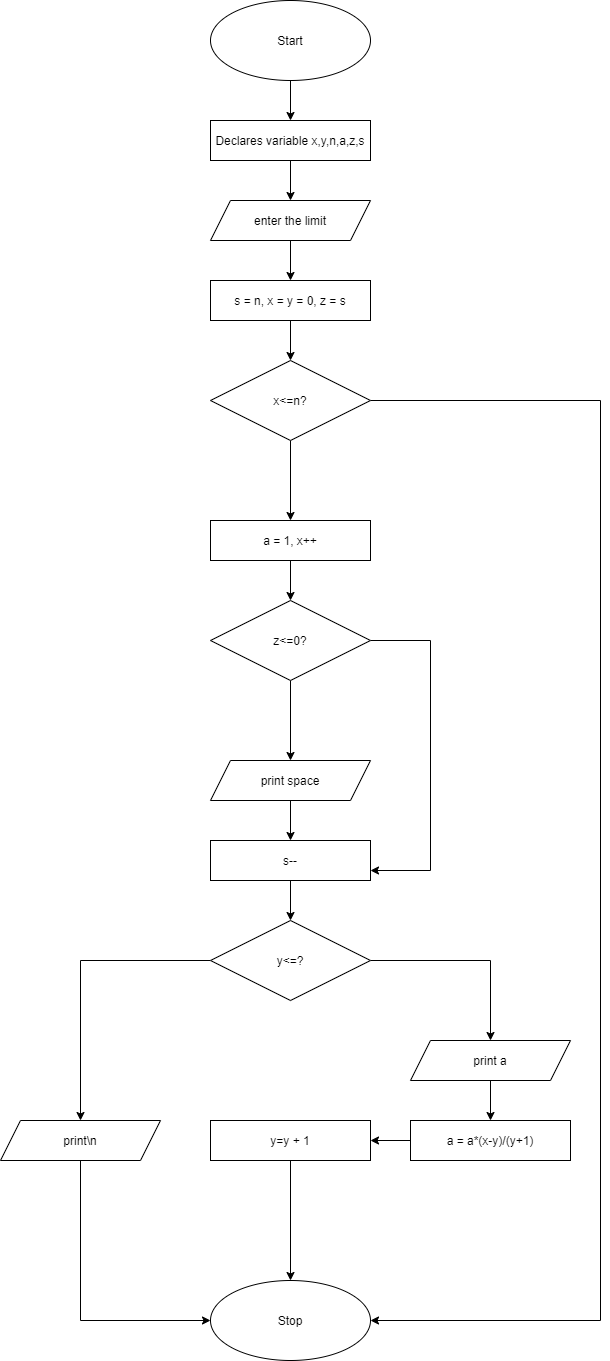 Start
Declares variable x,y,n,a,z,s
enter the limit
s = n, x = y = 0, z = s
x<=n?
a = 1, x++
z<=0?
print space
s--
y<=?
print a
print\n
y=y + 1
a = a*(x-y)/(y+1)
Stop